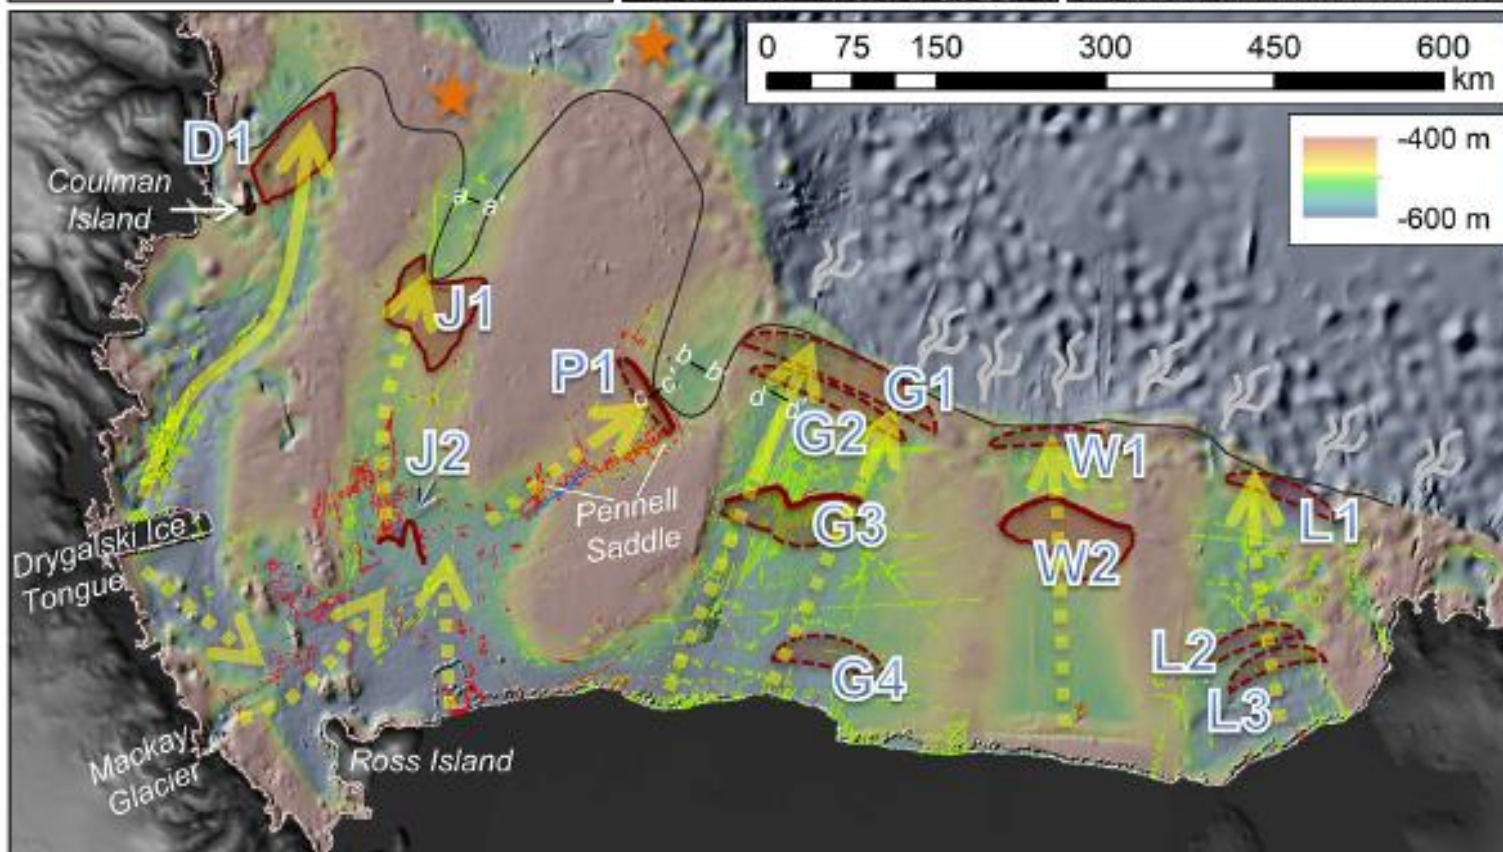 0 75 150 300 450 600
km
-400 m
-600 m
D1
Coulman
Island
a a'
J1
P1
b b'
c c'
d d'
G1
G2
J2
W1
Pennell
Saddle
G3
L1
W2
Drygalski Ice
Tongue
G4
L2
L3
Mackay
Glacier
Ross Island